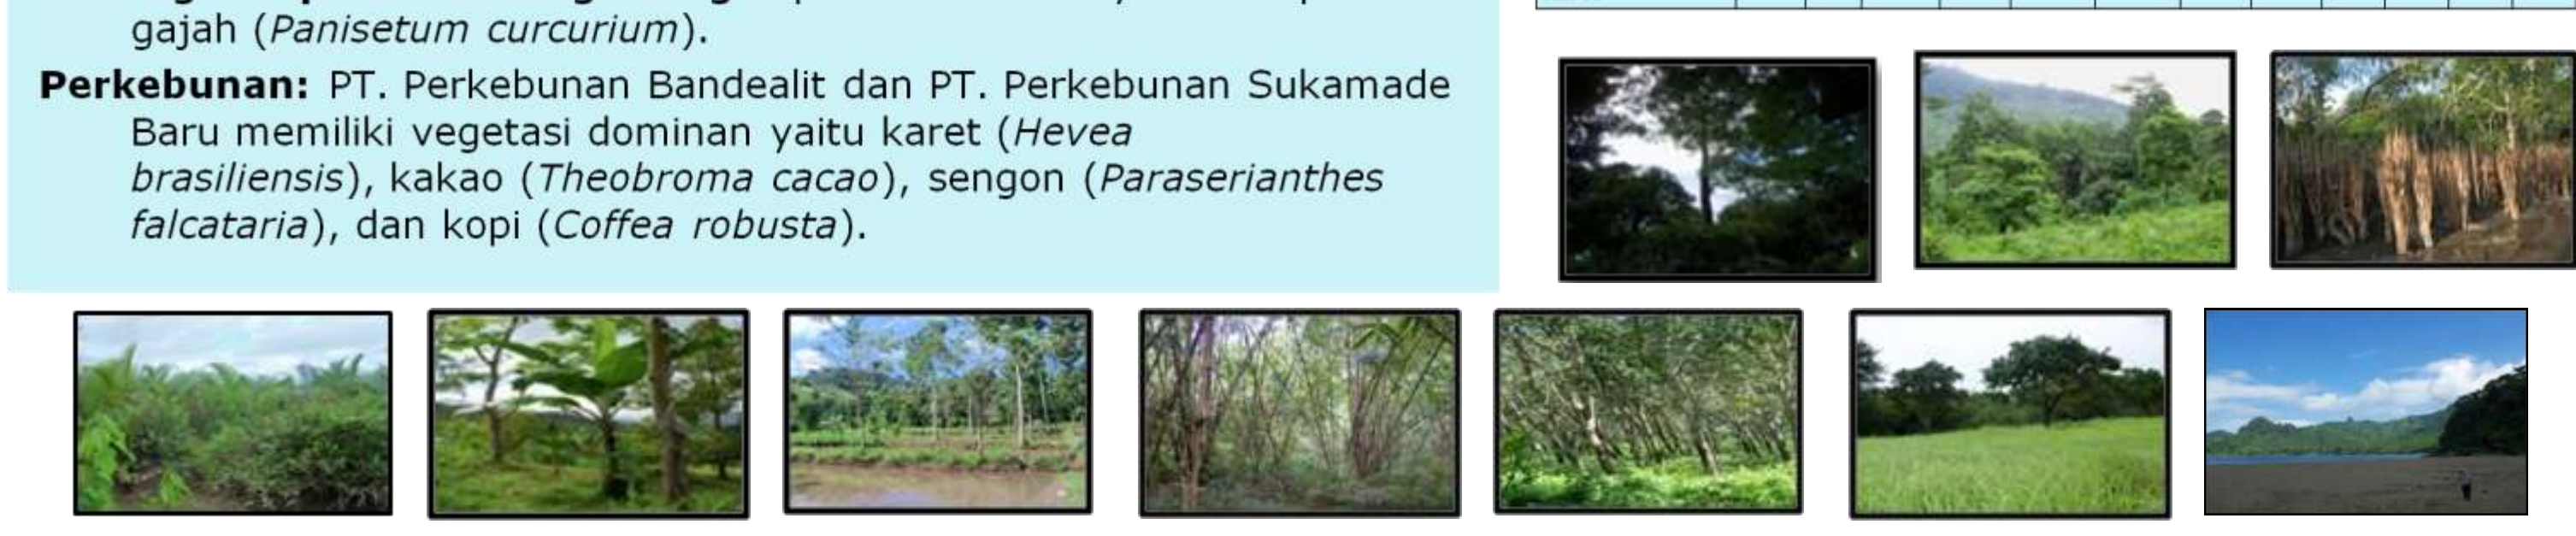 gajah (Panisetum curcurium).
Perkebunan: PT. Perkebunan Bandealit dan PT. Perkebunan Sukamade
Baru memiliki vegetasi dominan yaitu karet (Hevea
brasiliensis), kakao (Theobroma cacao), sengon (Paraserianthes
falcataria), dan kopi (Coffea robusta).